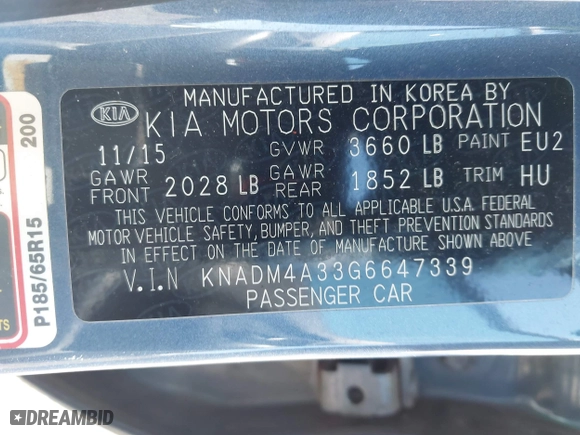 MANUFACTURED IN KOREA BY
KIA
KIA MOTORS CORPORATION
11/15 GVWR 3660 LB PAINT EU2
GAWR FRONT 2028 LB GAWR REAR 1852 LB TRIM HU
THIS VEHICLE CONFORMS TO ALL APPLICABLE U.S.A. FEDERAL
MOTOR VEHICLE SAFETY, BUMPER, AND THEFT PREVENTION STANDARDS
IN EFFECT ON THE DATE OF MANUFACTURE SHOWN ABOVE
V.I.N KNADM4A33G6647339
PASSENGER CAR
200
P185/65R15
DREAMBID